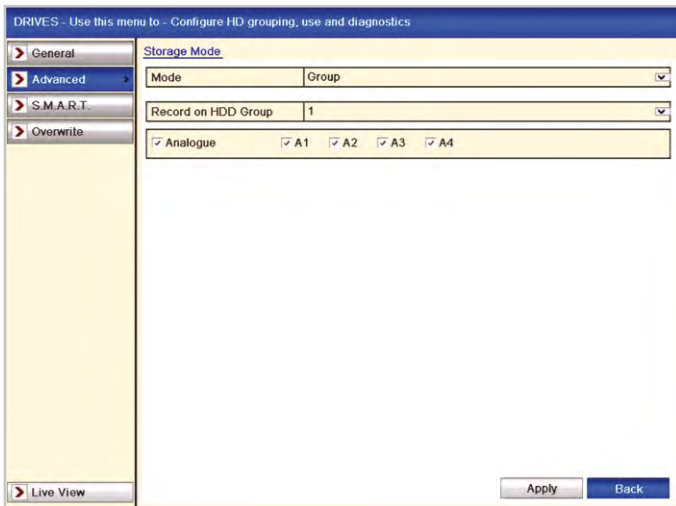 DRIVES - Use this menu to - Configure HD grouping, use and diagnostics
General
Advanced
S.M.A.R.T.
Overwrite
Storage Mode
Mode Group
Record on HDD Group 1
Analogue A1 A2 A3 A4
Live View
Apply Back